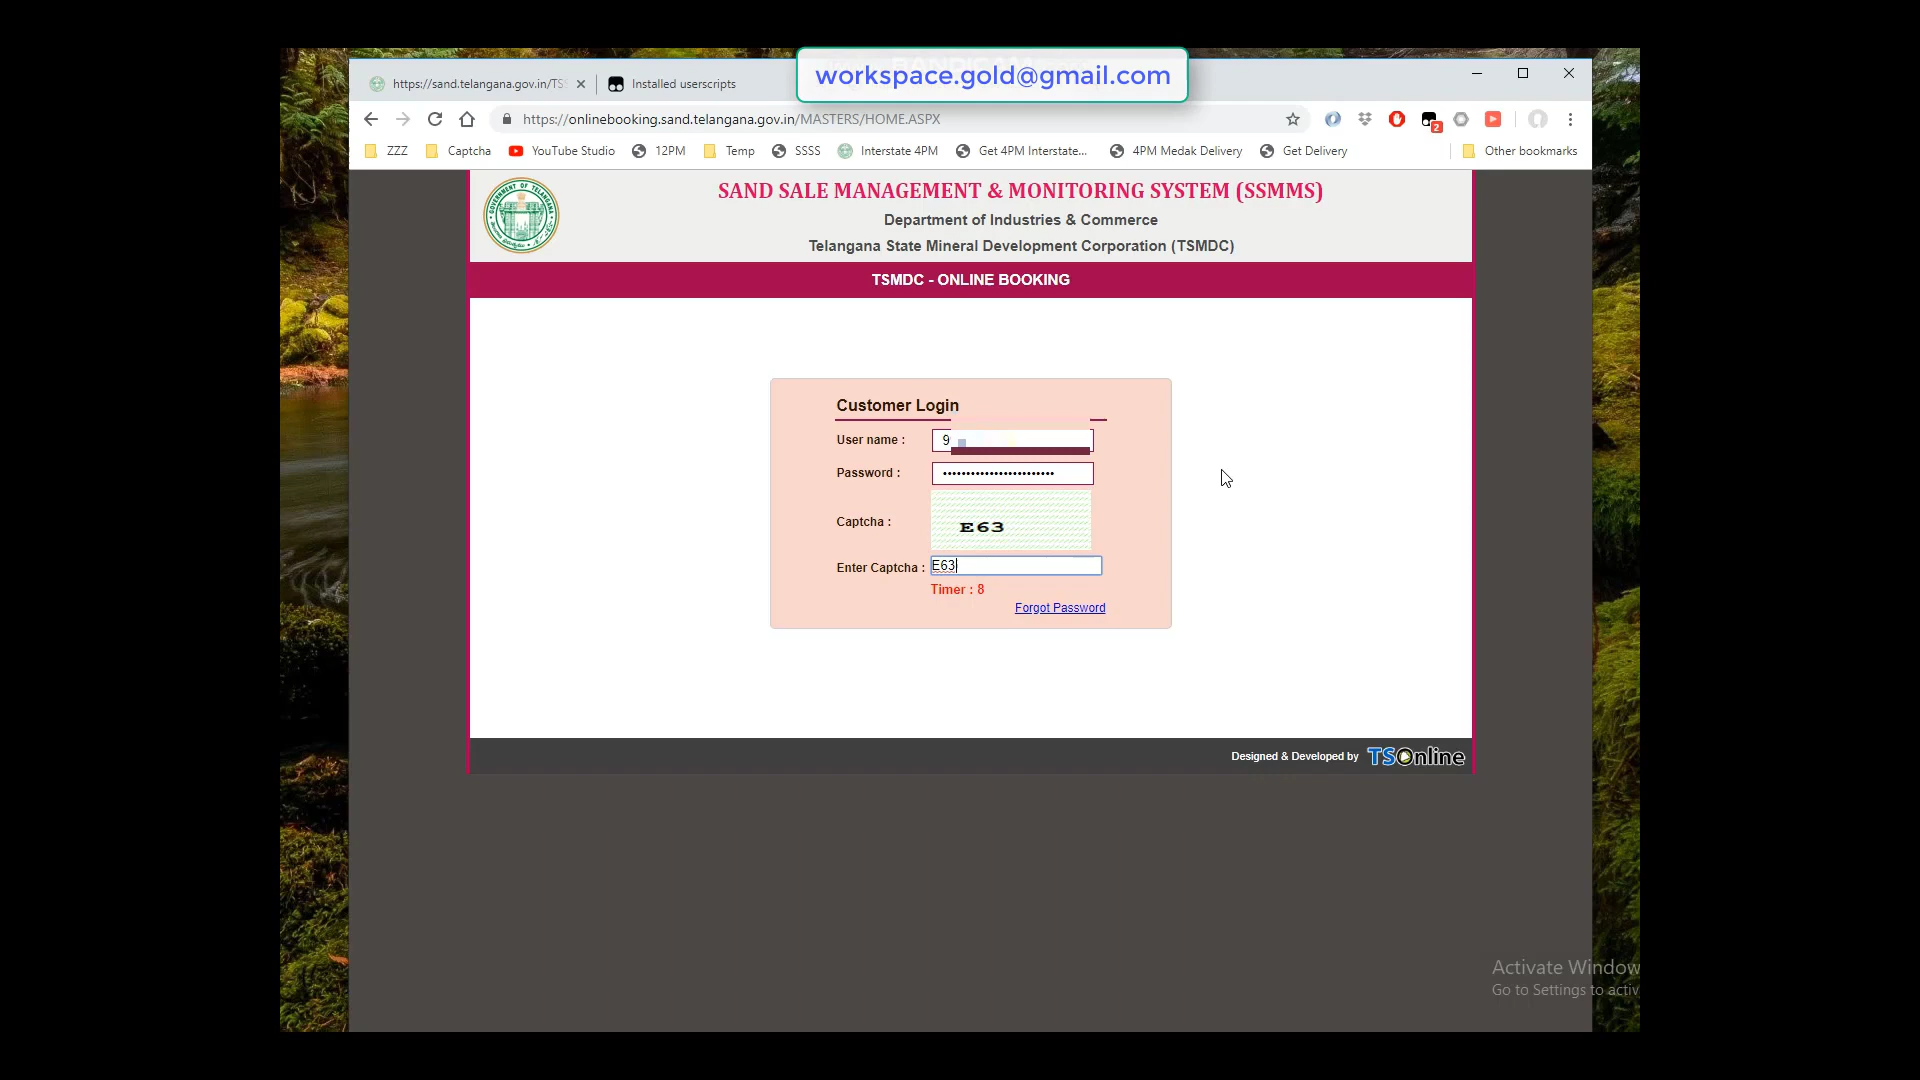 workspace.gold@gmail.com
https://sand.telangana.gov.in/TS
Installed userscripts
https://onlinebooking.sand.telangana.gov.in/MASTERS/HOME.ASPX
2
ZZZ
Captcha
YouTube Studio
12PM
Temp
SSSS
Interstate 4PM
Get 4PM Interstate...
4PM Medak Delivery
Get Delivery
Other bookmarks
SAND SALE MANAGEMENT & MONITORING SYSTEM (SSMMS)
Department of Industries & Commerce
Telangana State Mineral Development Corporation (TSMDC)
TSMDC - ONLINE BOOKING
Customer Login
User name : 9
Password :
Captcha : E63
Enter Captcha : E63
Timer : 8
Forgot Password
Designed & Developed by TSOnline
Activate Window
Go to Settings to activ